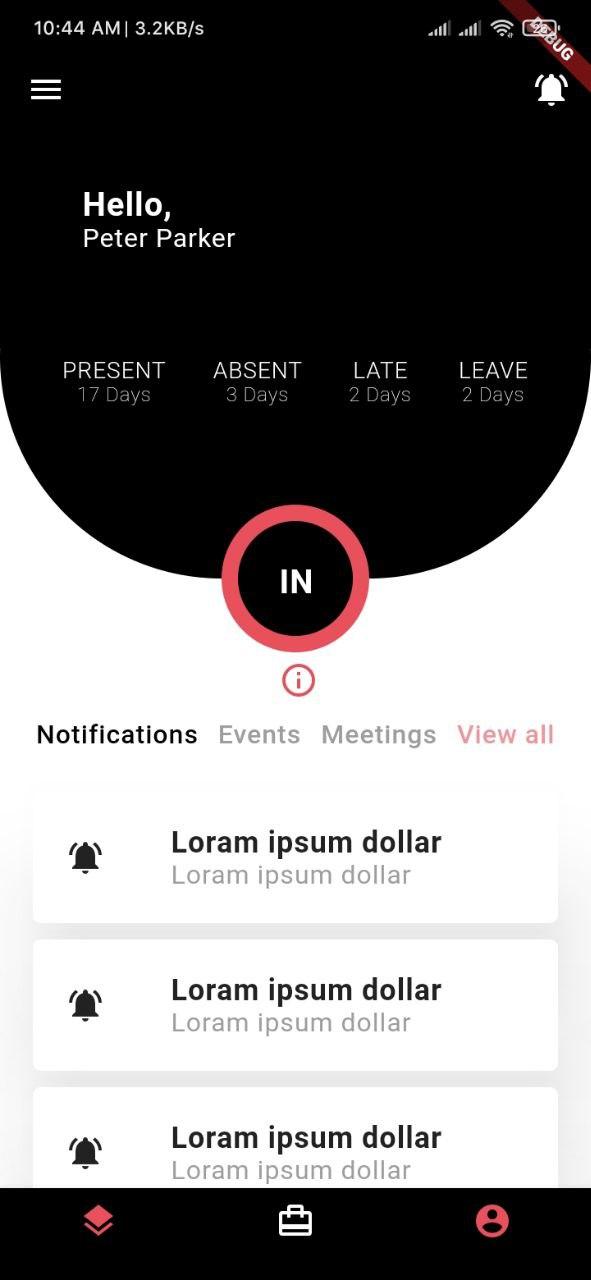 10:44 AM| 3.2KB/s
DEBUG
Hello,
Peter Parker
PRESENT ABSENT LATE LEAVE
17 Days 3 Days 2 Days 2 Days
IN
Notifications Events Meetings View all
Loram ipsum dollar
Loram ipsum dollar
Loram ipsum dollar
Loram ipsum dollar
Loram ipsum dollar
Loram ipsum dollar